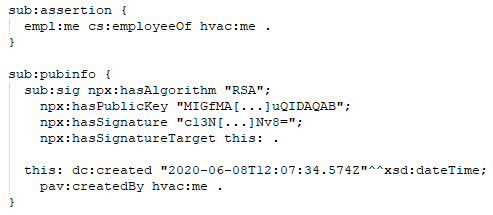 sub:assertion {
  empl:me cs:employeeOf hvac:me .
}
sub:pubinfo {
  sub:sig npx:hasAlgorithm "RSA";
    npx:hasPublicKey "MIGfMA[...]uQIDAQAB";
    npx:hasSignature "cl3N[...]Nv8=";
    npx:hasSignatureTarget this: .
  this: dc:created "2020-06-08T12:07:34.574Z"^^xsd:dateTime;
    pav:createdBy hvac:me .
}